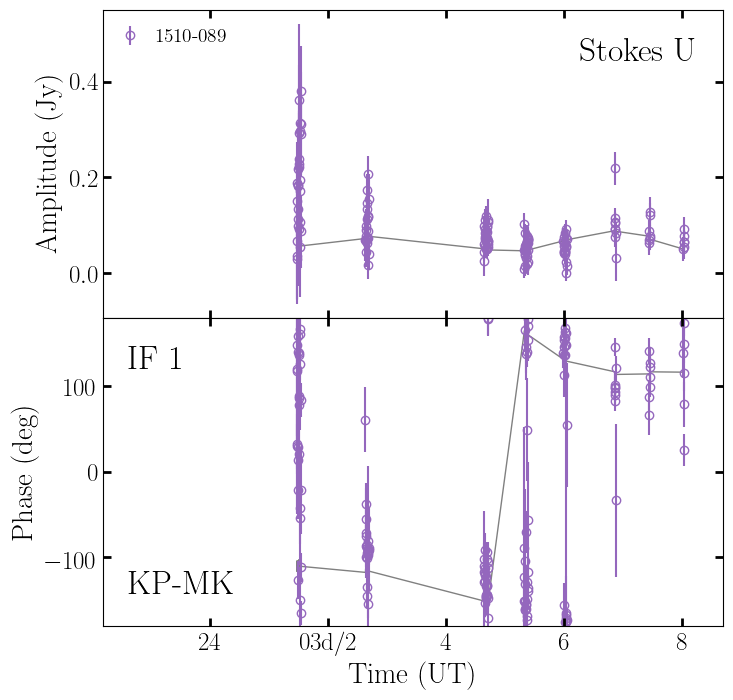 1510-089
Stokes U
0.4
0.2
0.0
Amplitude (Jy)
IF 1
100
0
−100
Phase (deg)
KP-MK
24 03d/2 4 6 8
Time (UT)